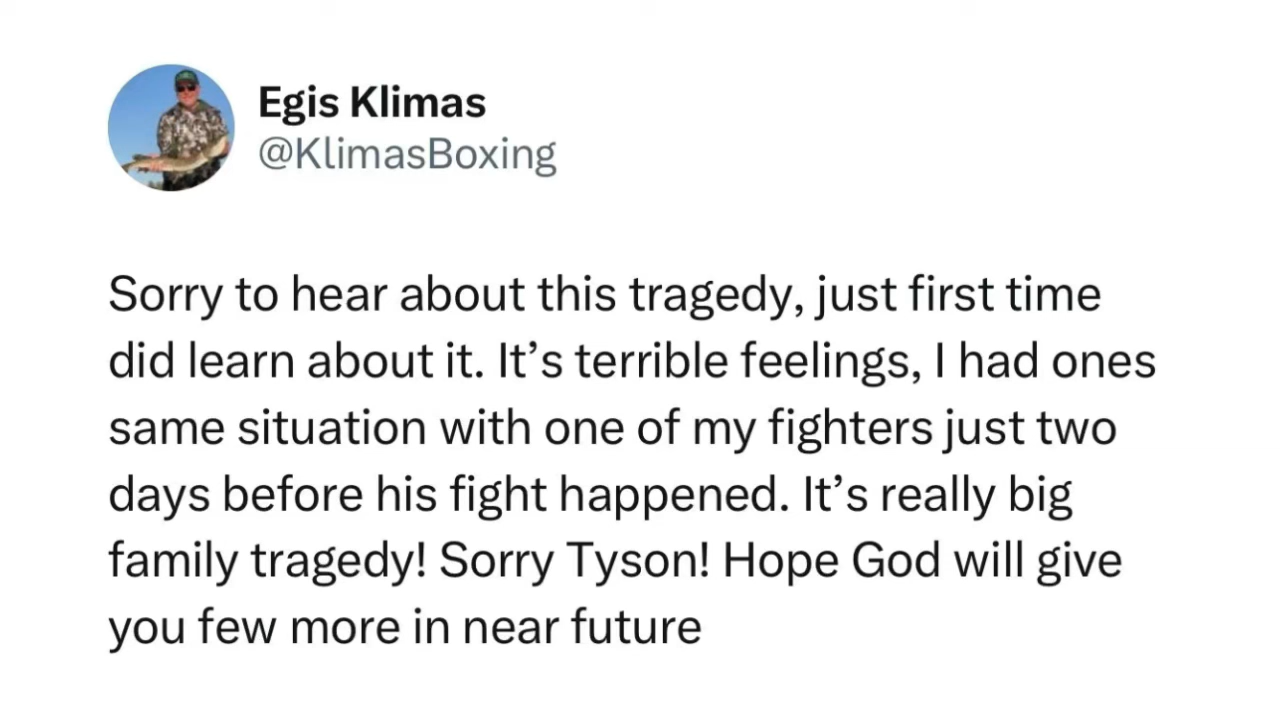 Egis Klimas
@KlimasBoxing
Sorry to hear about this tragedy, just first time
did learn about it. It’s terrible feelings, I had ones
same situation with one of my fighters just two
days before his fight happened. It’s really big
family tragedy! Sorry Tyson! Hope God will give
you few more in near future